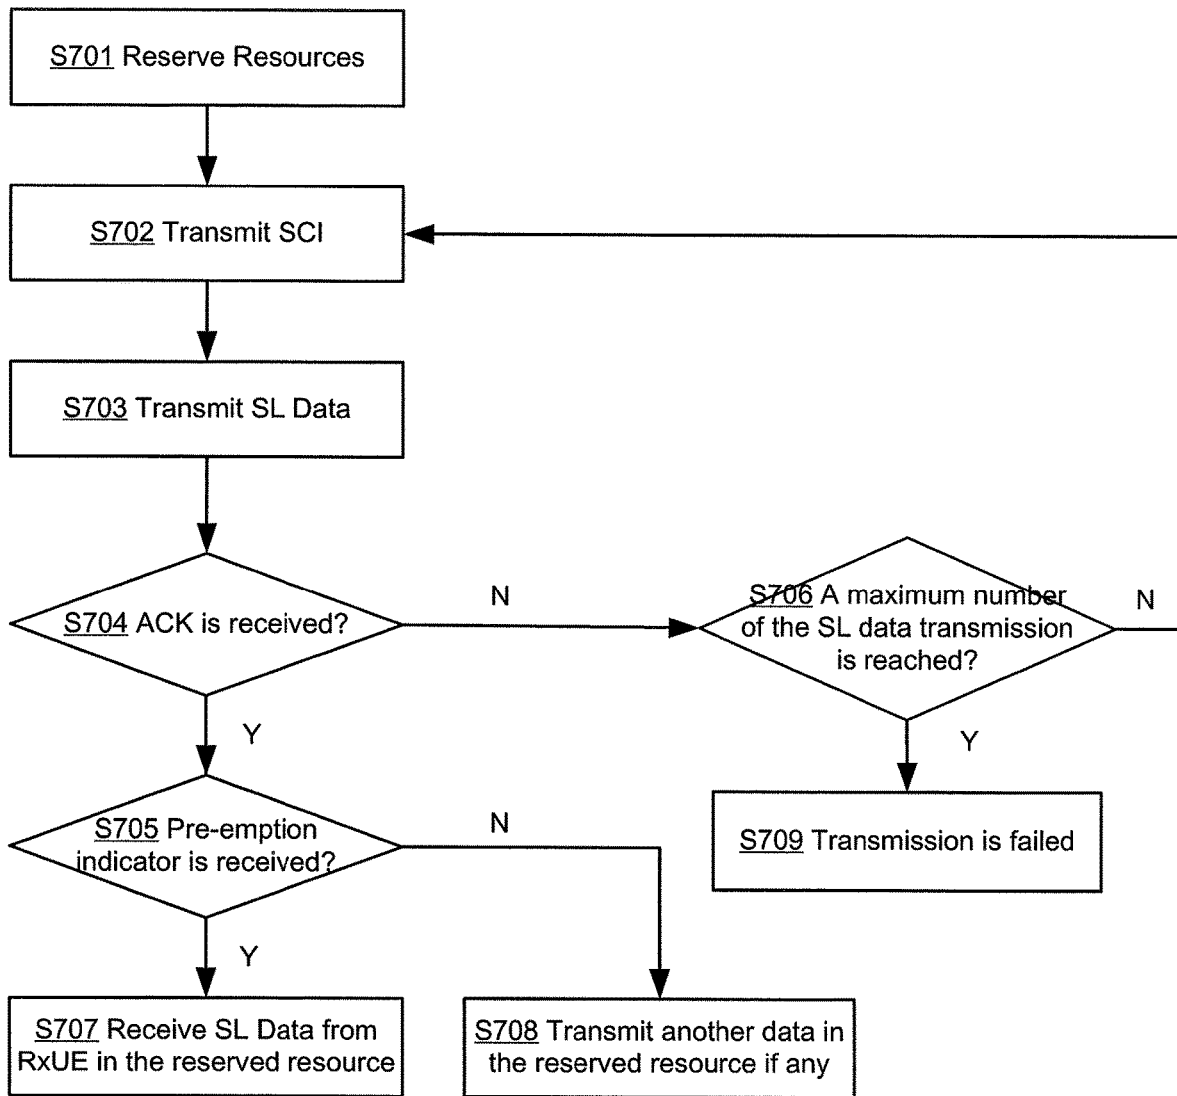 S701 Reserve Resources
S702 Transmit SCI
S703 Transmit SL Data
S704 ACK is received?
N
S706 A maximum number
of the SL data transmission
is reached?
N
Y
Y
S705 Pre-emption
indicator is received?
N
S709 Transmission is failed
Y
S707 Receive SL Data from
RxUE in the reserved resource
S708 Transmit another data in
the reserved resource if any